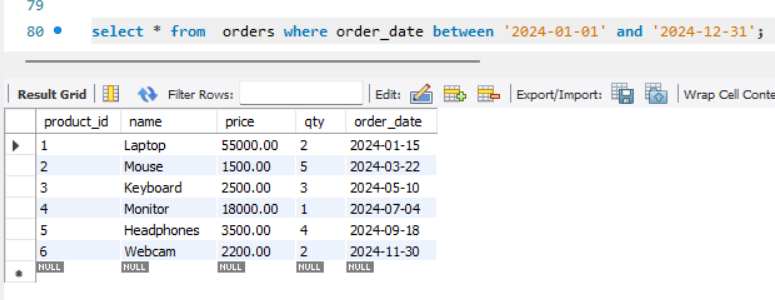 79
80 select * from orders where order_date between '2024-01-01' and '2024-12-31';
Result Grid Filter Rows: Edit: Export/Import: Wrap Cell Conte
product_id name price qty order_date
1 Laptop 55000.00 2 2024-01-15
2 Mouse 1500.00 5 2024-03-22
3 Keyboard 2500.00 3 2024-05-10
4 Monitor 18000.00 1 2024-07-04
5 Headphones 3500.00 4 2024-09-18
6 Webcam 2200.00 2 2024-11-30
NULL NULL NULL NULL NULL